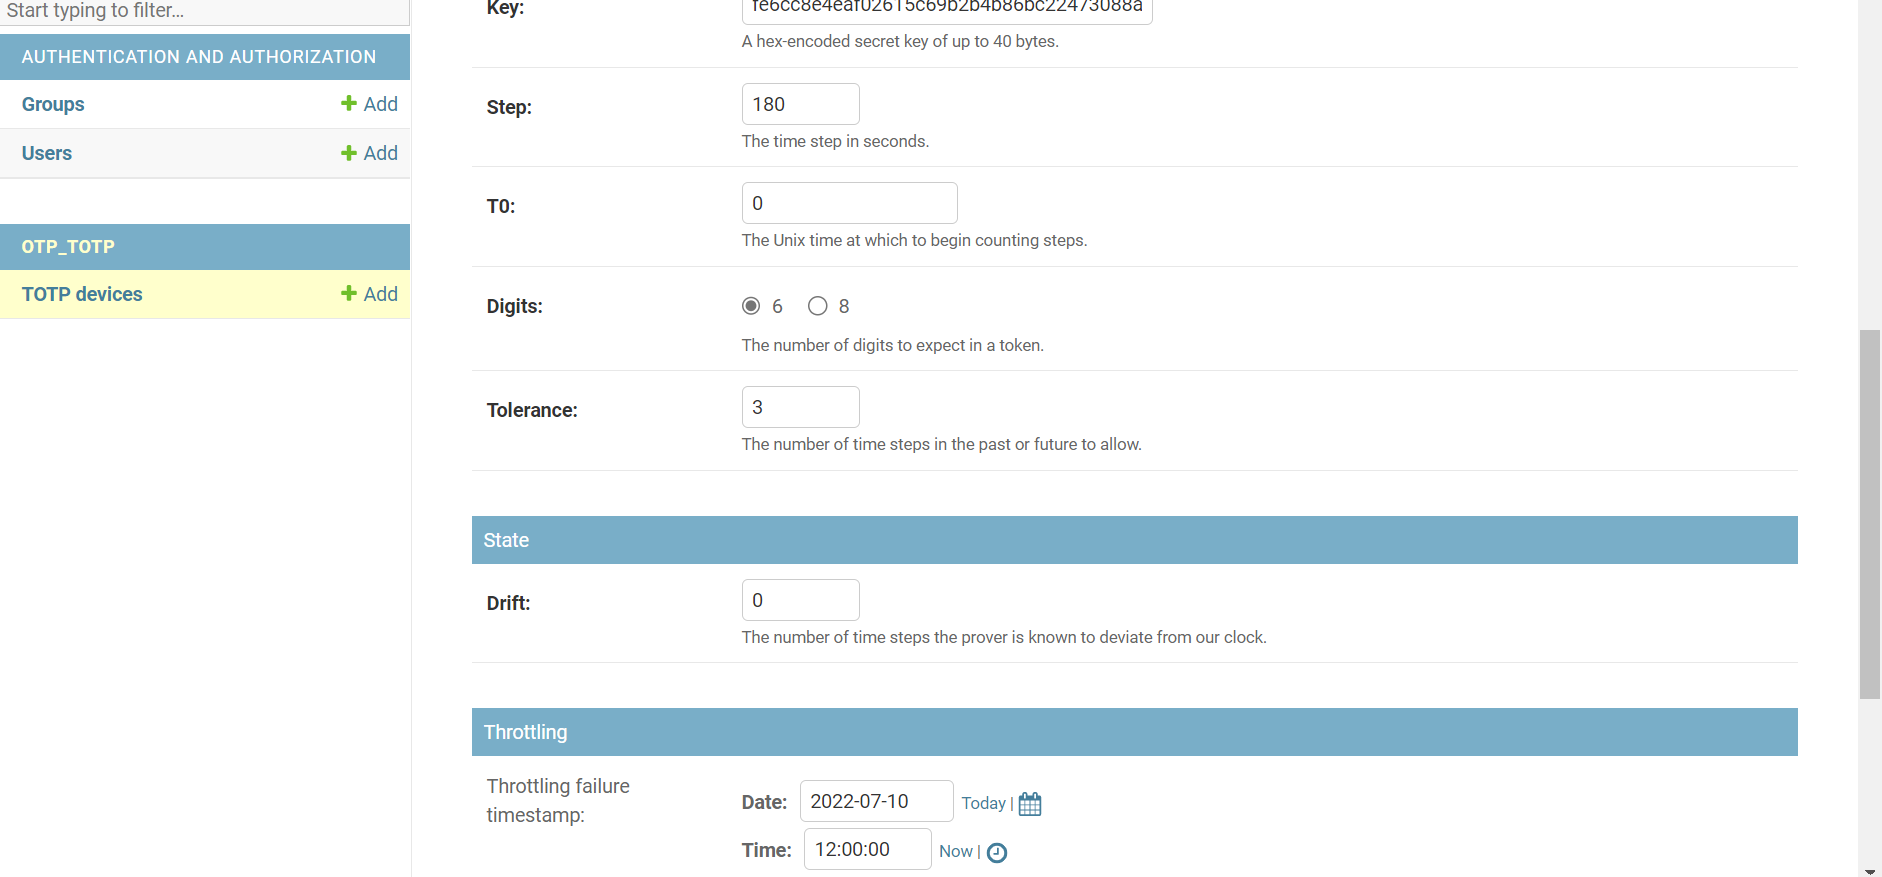 Start typing to filter...
AUTHENTICATION AND AUTHORIZATION
Groups + Add
Users + Add
OTP_TOTP
TOTP devices + Add
Key: fe6cc8e4eaf02615c69b2b4b86bc22473088a
A hex-encoded secret key of up to 40 bytes.
Step: 180
The time step in seconds.
T0: 0
The Unix time at which to begin counting steps.
Digits: 6 8
The number of digits to expect in a token.
Tolerance: 3
The number of time steps in the past or future to allow.
State
Drift: 0
The number of time steps the prover is known to deviate from our clock.
Throttling
Throttling failure
timestamp:
Date: 2022-07-10 Today |
Time: 12:00:00 Now |